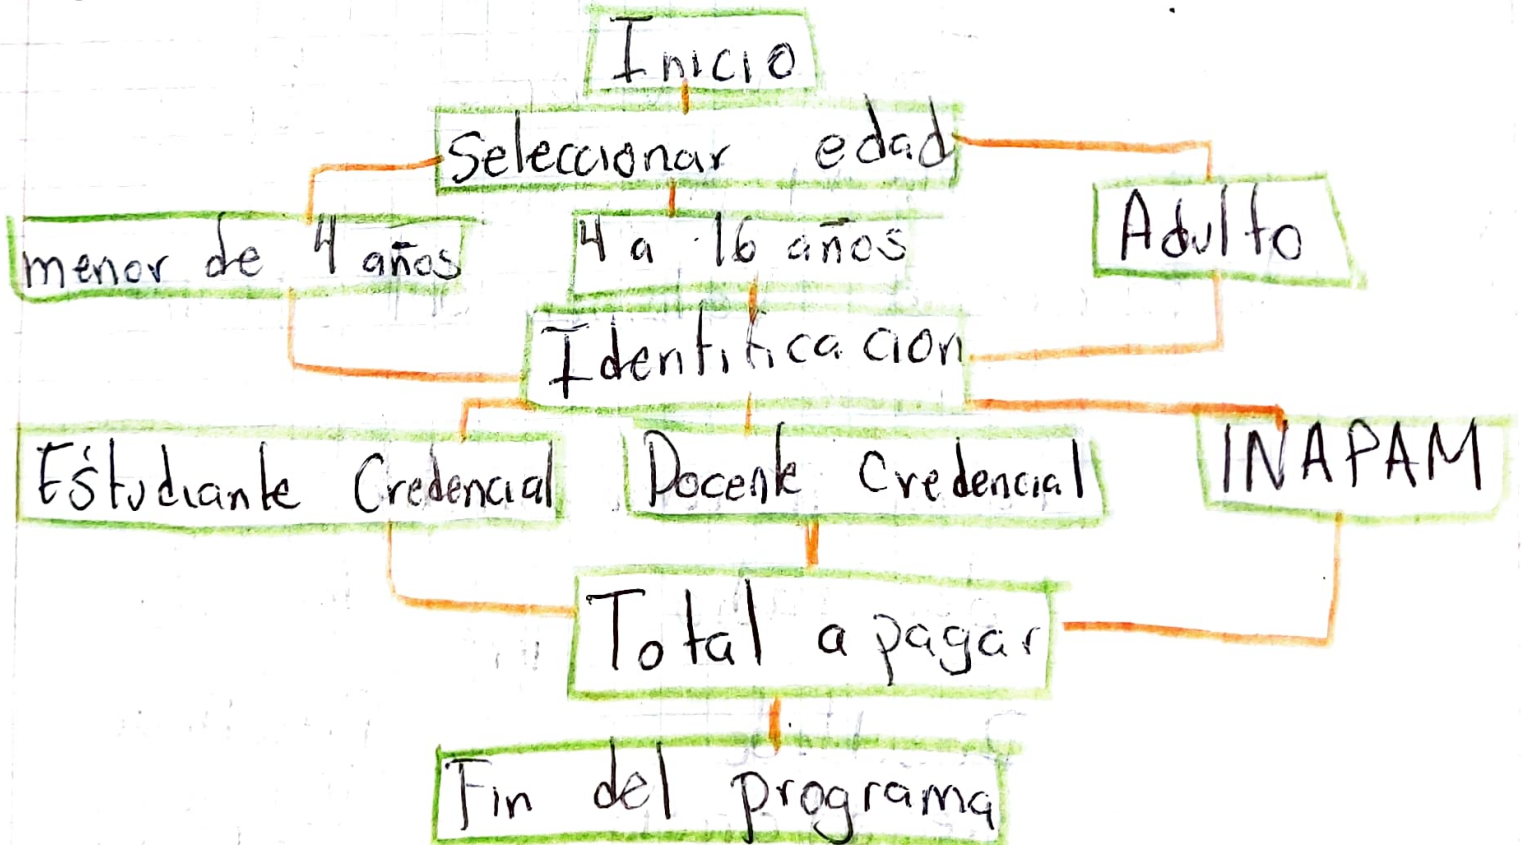 Inicio
Seleccionar edad
menor de 4 años
4 a 16 años
Adulto
Identificacion
Estudiante Credencial
Docente Credencial
INAPAM
Total a pagar
Fin del programa